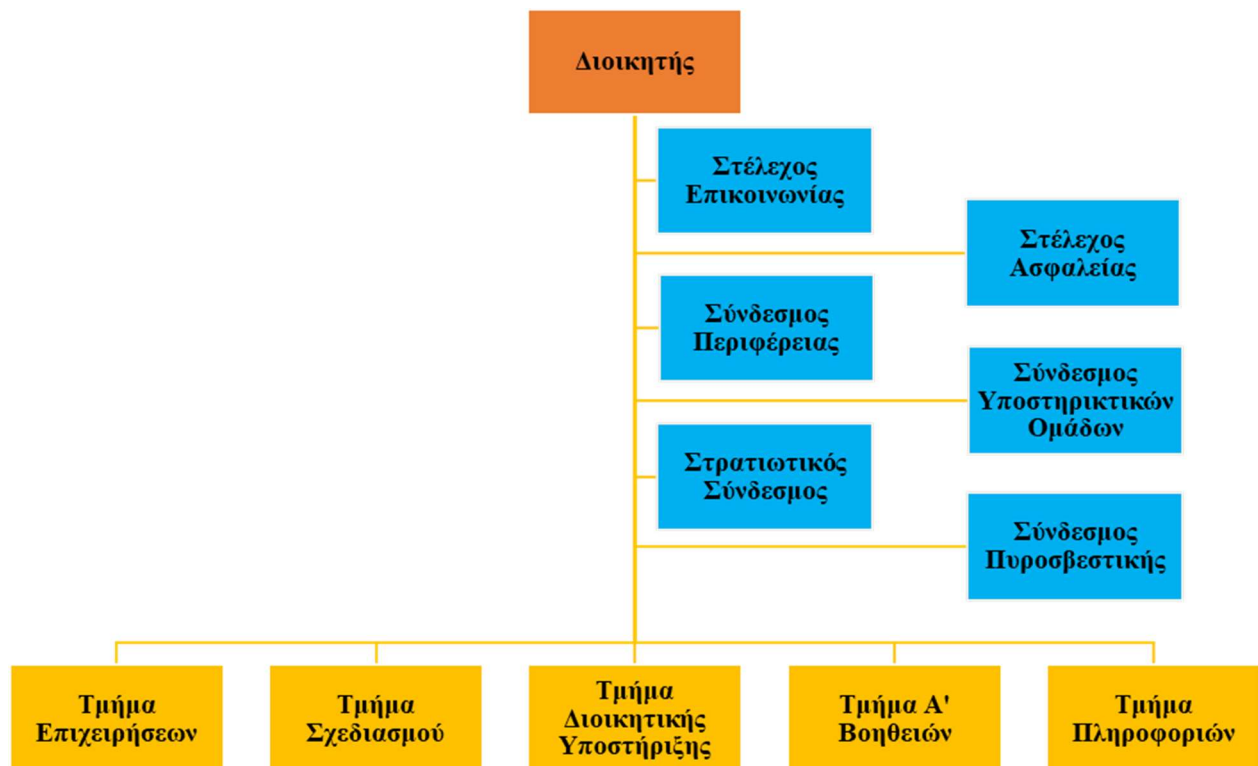 Διοικητής
Στέλεχος
Επικοινωνίας
Στέλεχος
Ασφαλείας
Σύνδεσμος
Περιφέρειας
Σύνδεσμος
Υποστηρικτικών
Ομάδων
Στρατιωτικός
Σύνδεσμος
Σύνδεσμος
Πυροσβεστικής
Τμήμα
Επιχειρήσεων
Τμήμα
Σχεδιασμού
Τμήμα
Διοικητικής
Υποστήριξης
Τμήμα Α'
Βοηθειών
Τμήμα
Πληροφοριών